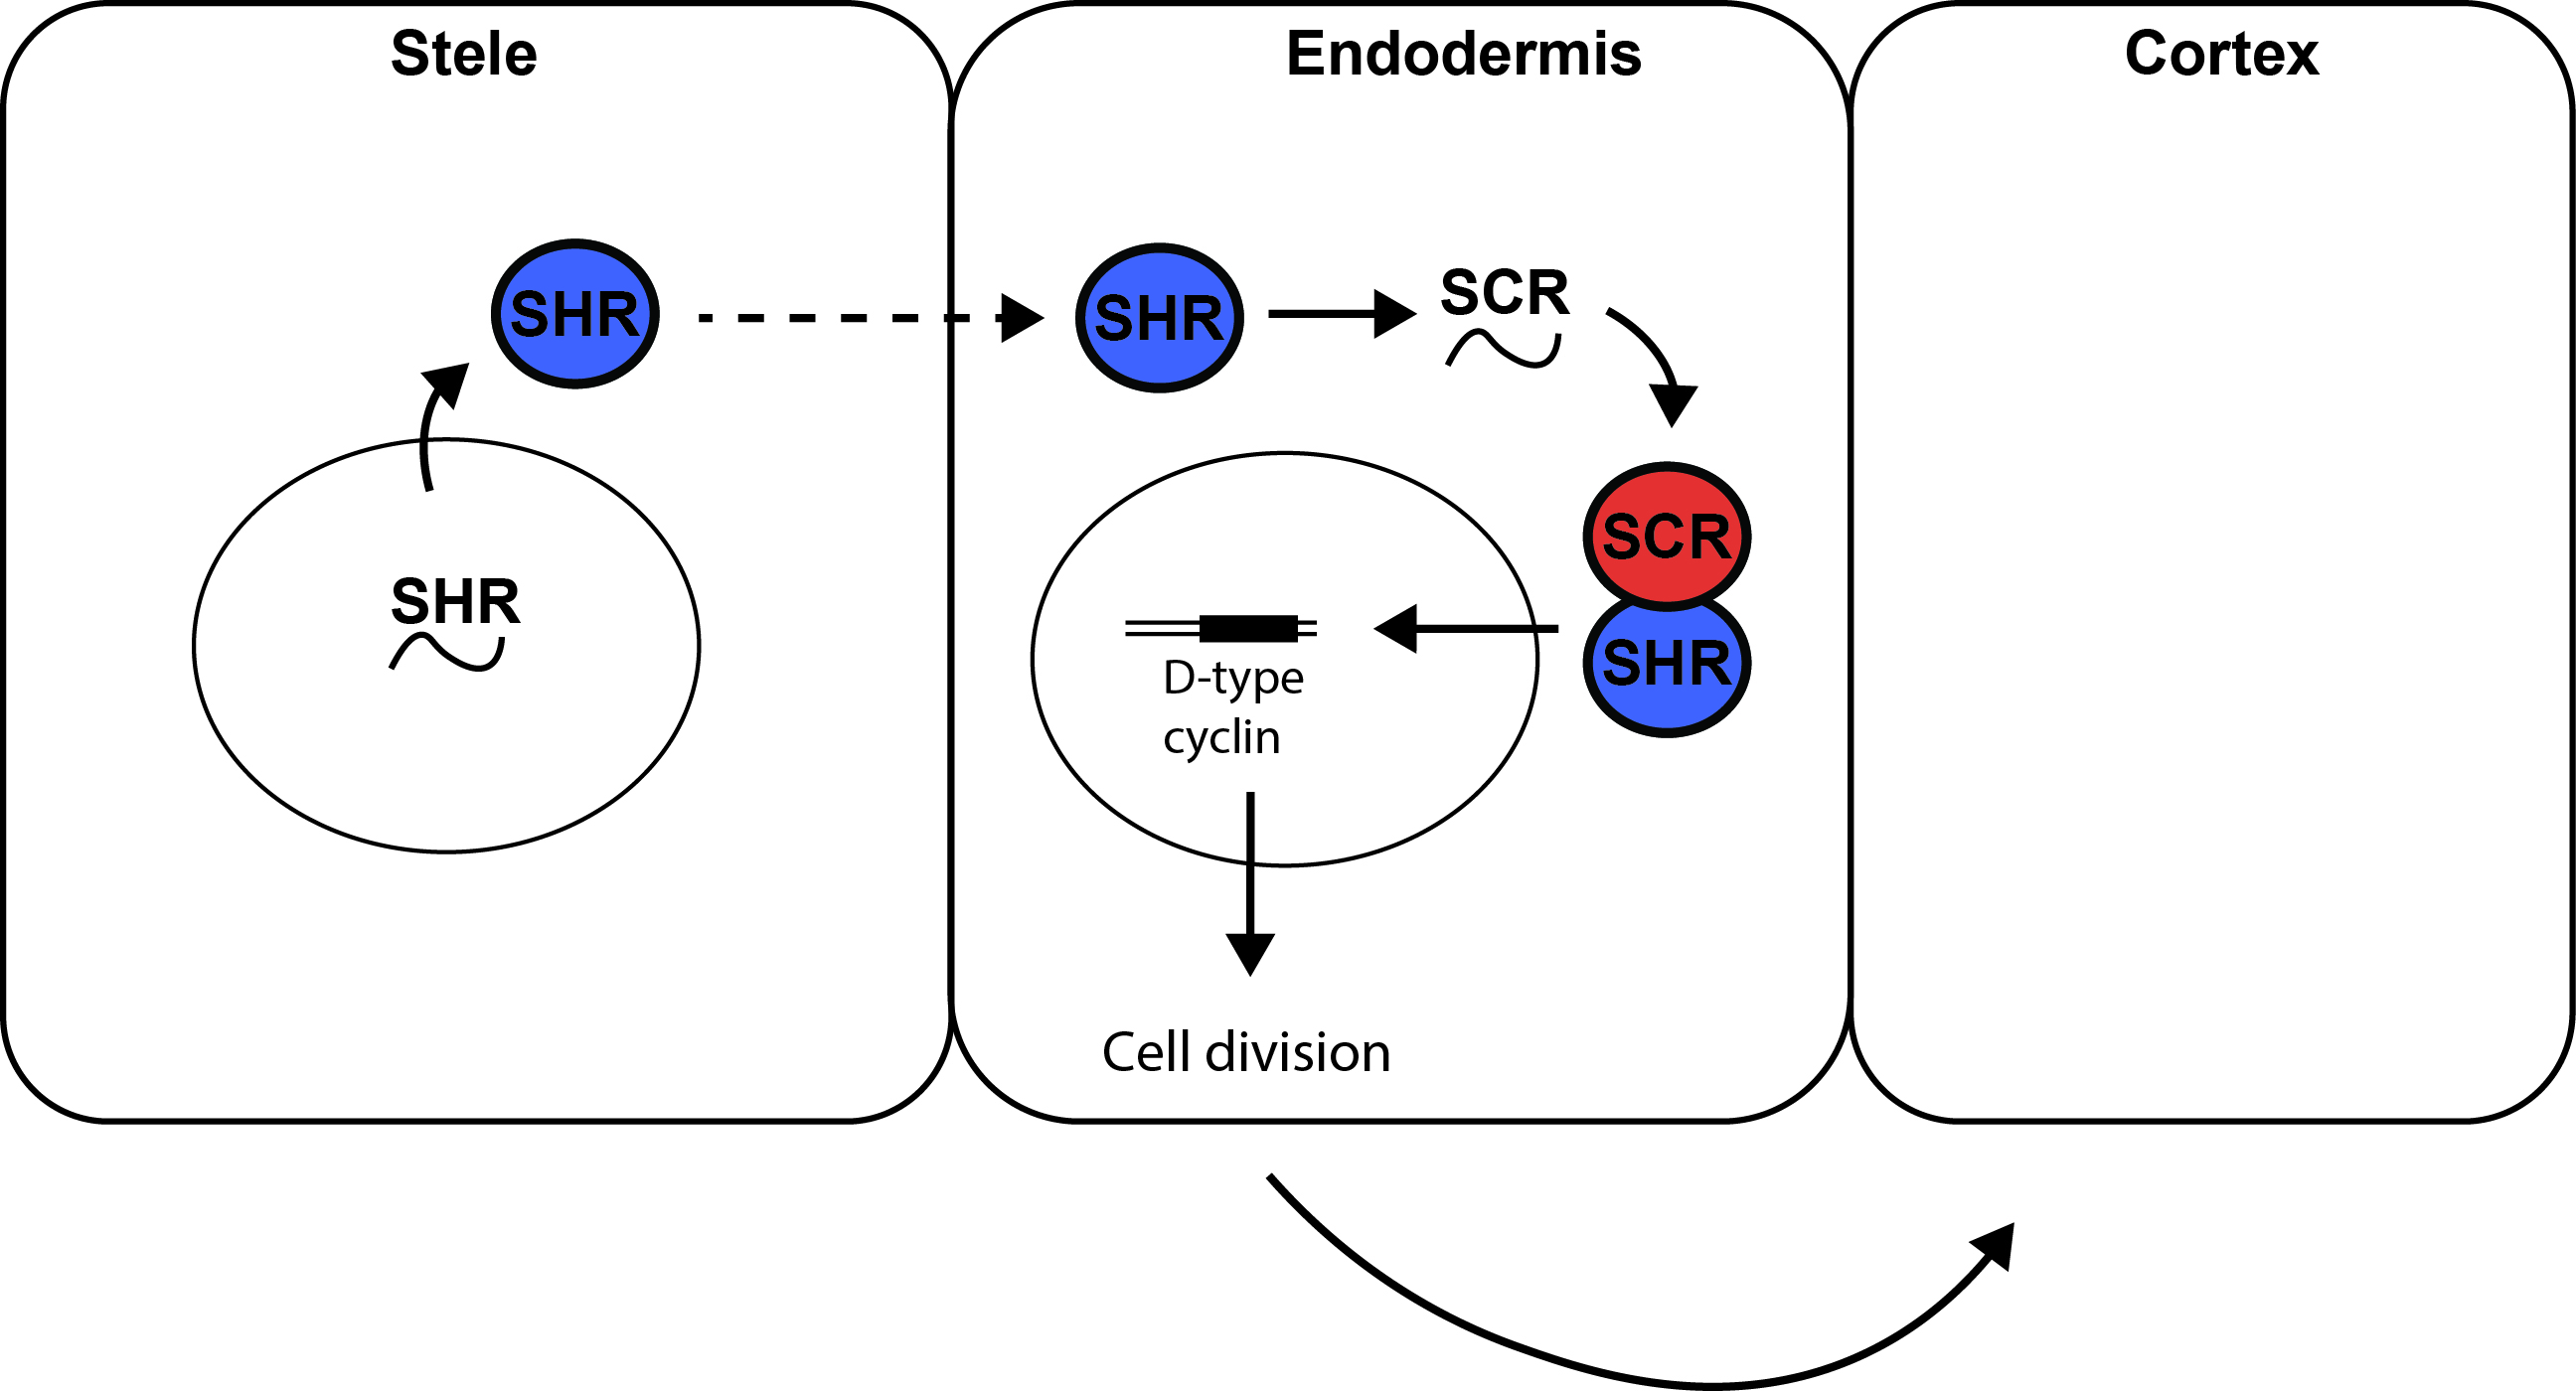 Stele
Endodermis
Cortex
SHR
SHR
SCR
SHR
SCR
SHR
D-type
cyclin
Cell division